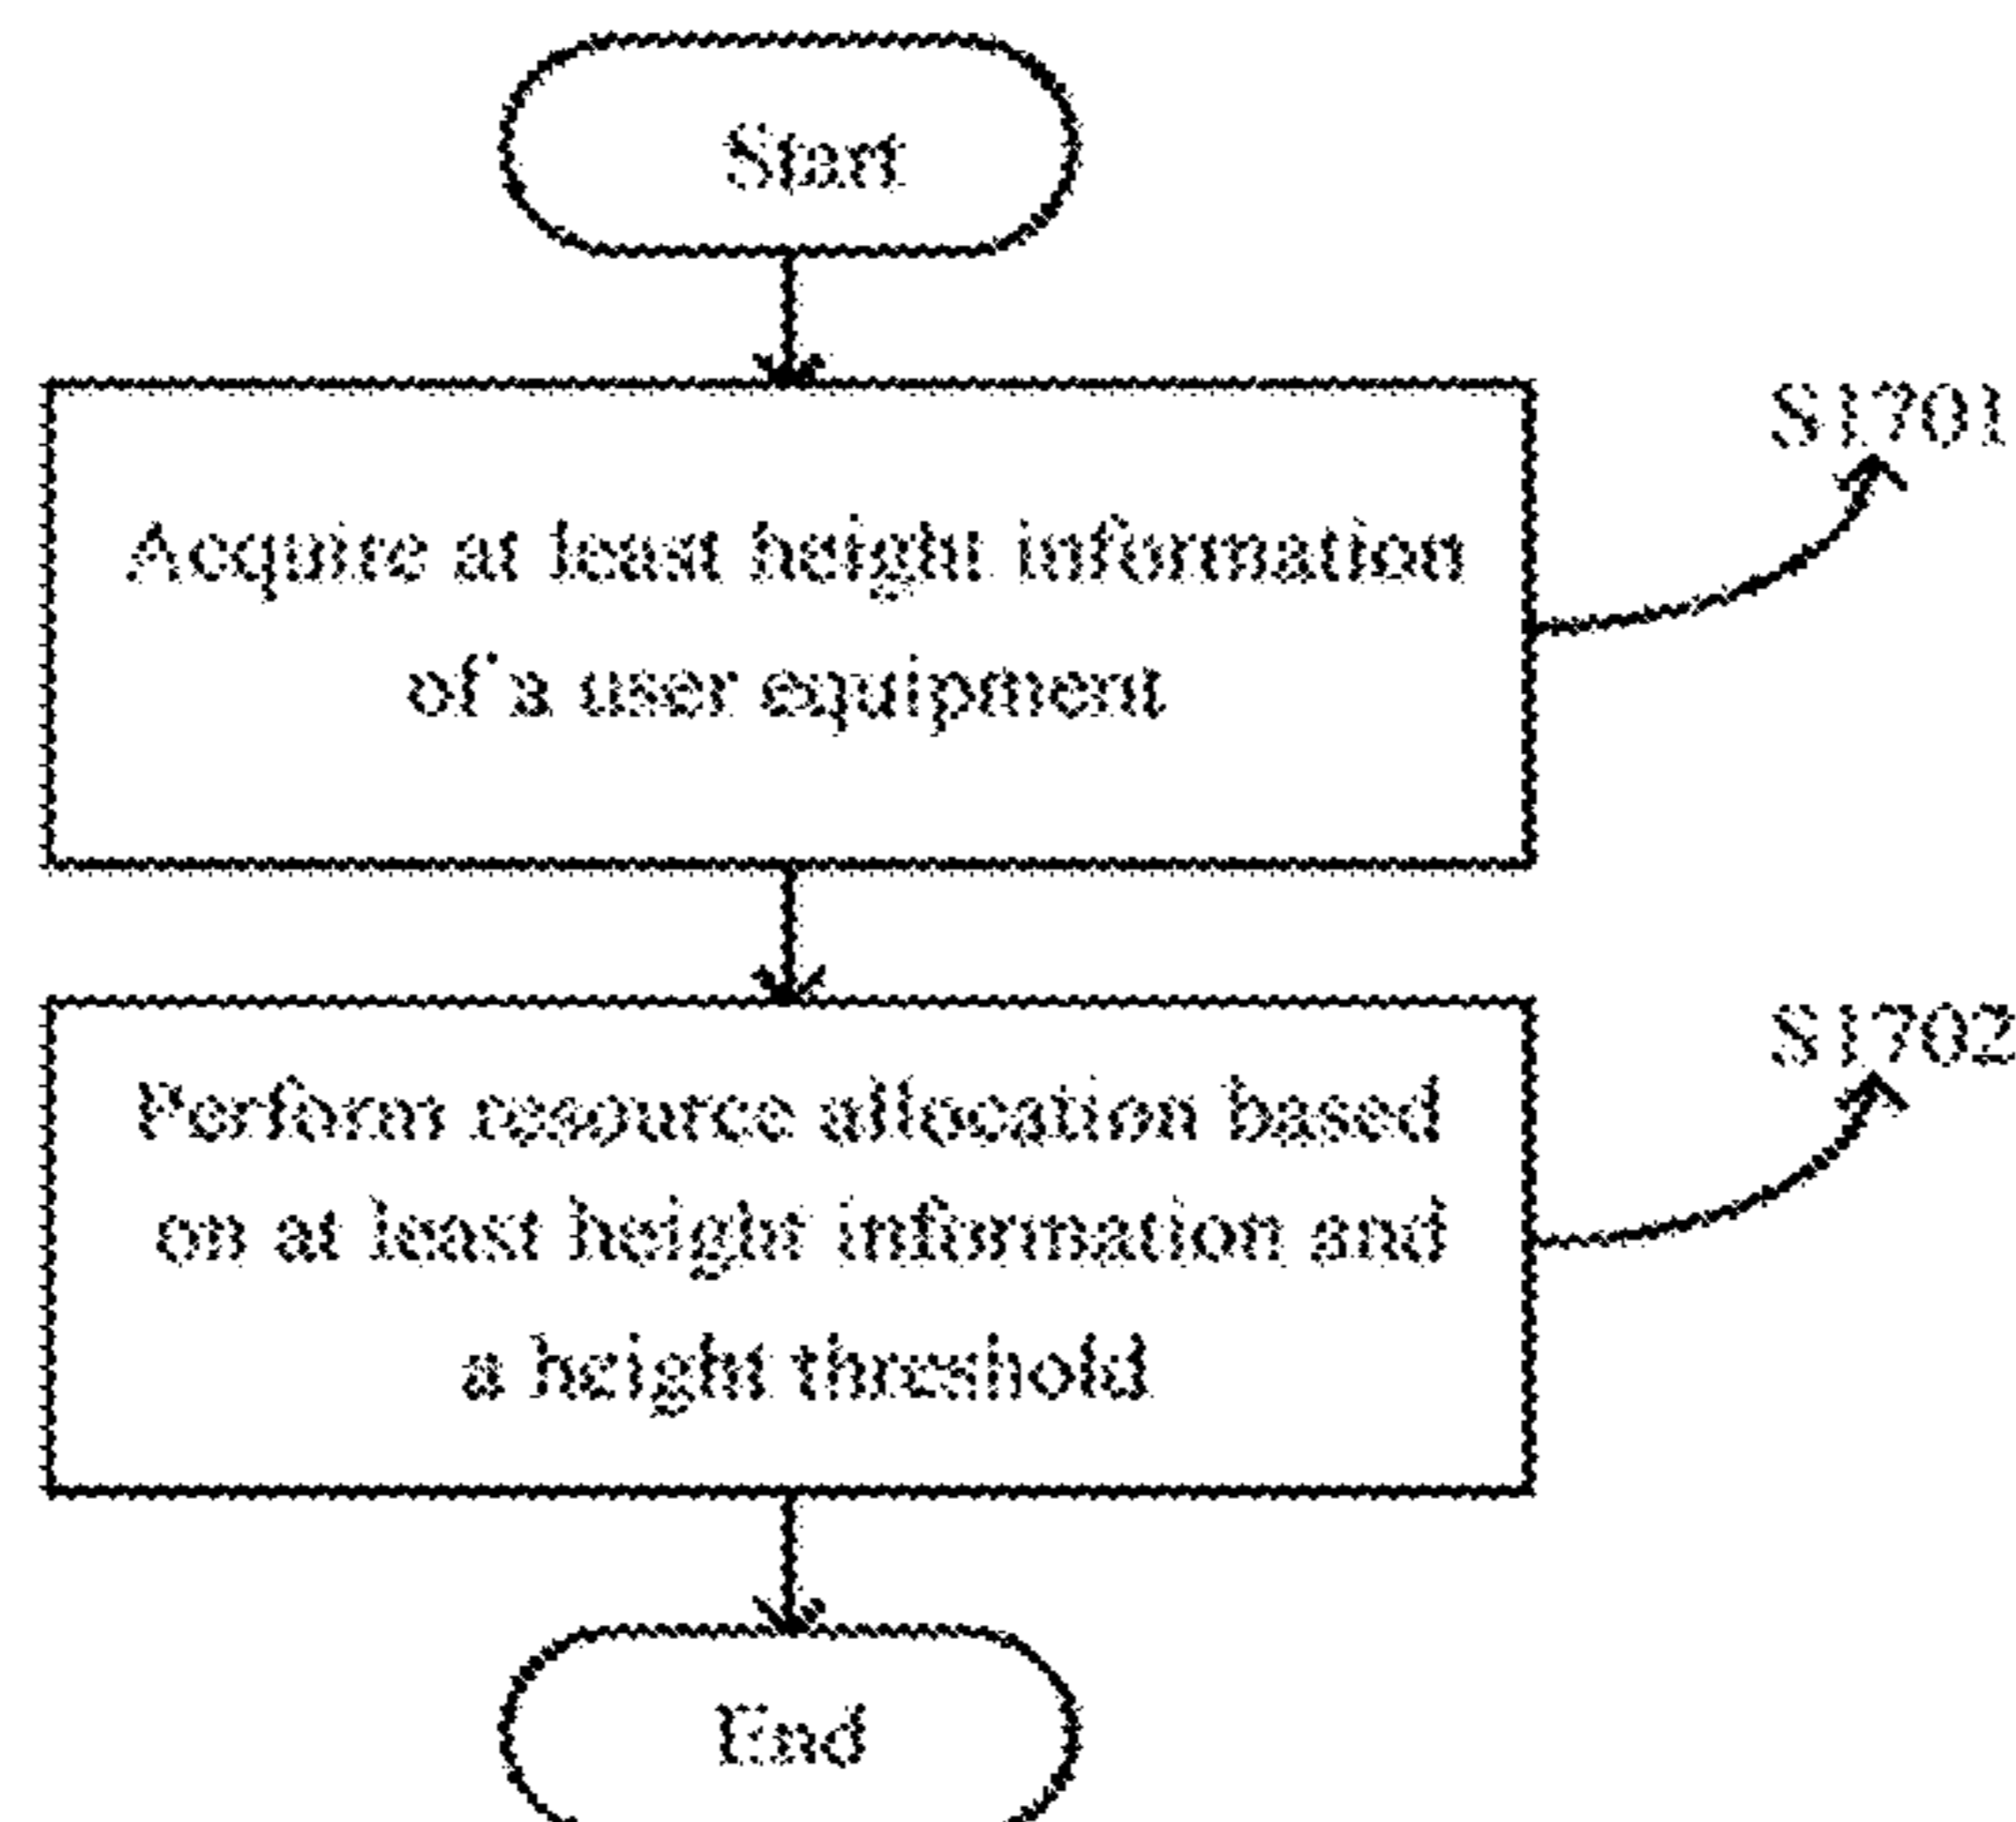 Start
S1701
Acquire at least height information
of a user equipment
S1702
Perform resource allocation based
on at least height information and
a height threshold
End